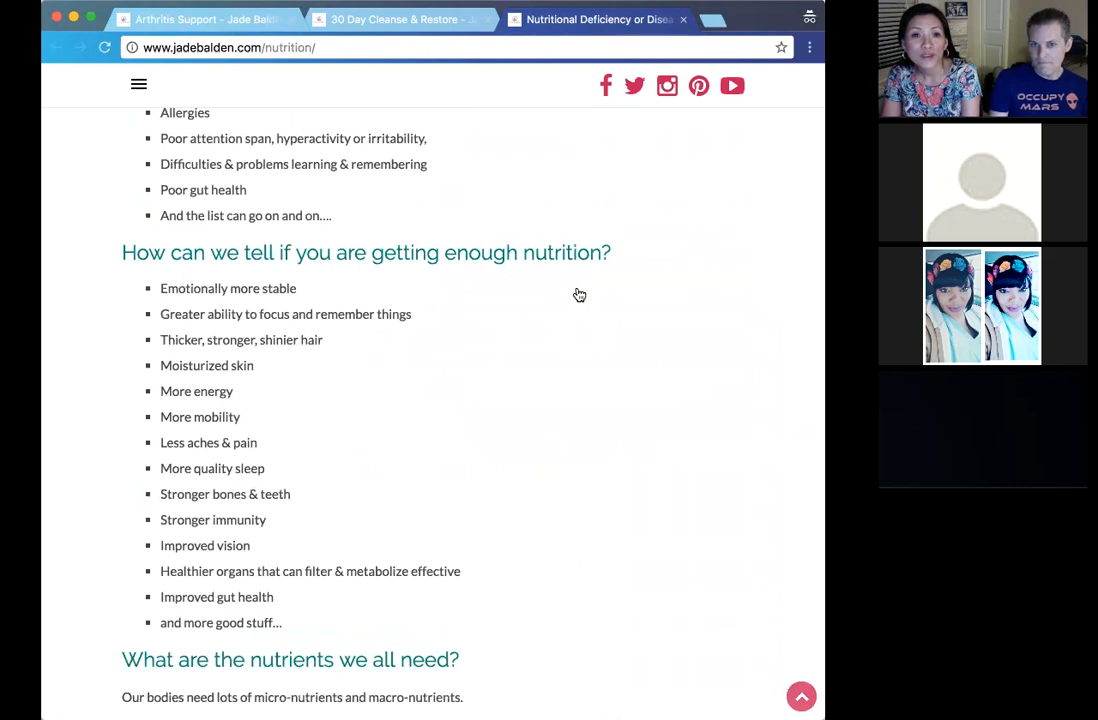 Arthritis Support - Jade Bald
30 Day Cleanse & Restore - J
Nutritional Deficiency or Disea
www.jadebalden.com/nutrition/
Allergies
Poor attention span, hyperactivity or irritability,
Difficulties & problems learning & remembering
Poor gut health
And the list can go on and on....
How can we tell if you are getting enough nutrition?
Emotionally more stable
Greater ability to focus and remember things
Thicker, stronger, shinier hair
Moisturized skin
More energy
More mobility
Less aches & pain
More quality sleep
Stronger bones & teeth
Stronger immunity
Improved vision
Healthier organs that can filter & metabolize effective
Improved gut health
and more good stuff...
What are the nutrients we all need?
Our bodies need lots of micro-nutrients and macro-nutrients.
OCCUPY
MARS